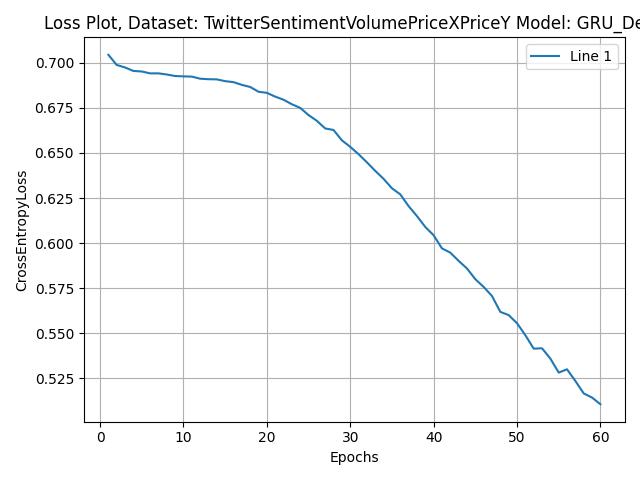 Loss Plot, Dataset: TwitterSentimentVolumePriceXPriceY Model: GRU_De
Line 1
CrossEntropyLoss
0.700
0.675
0.650
0.625
0.600
0.575
0.550
0.525
0 10 20 30 40 50 60
Epochs